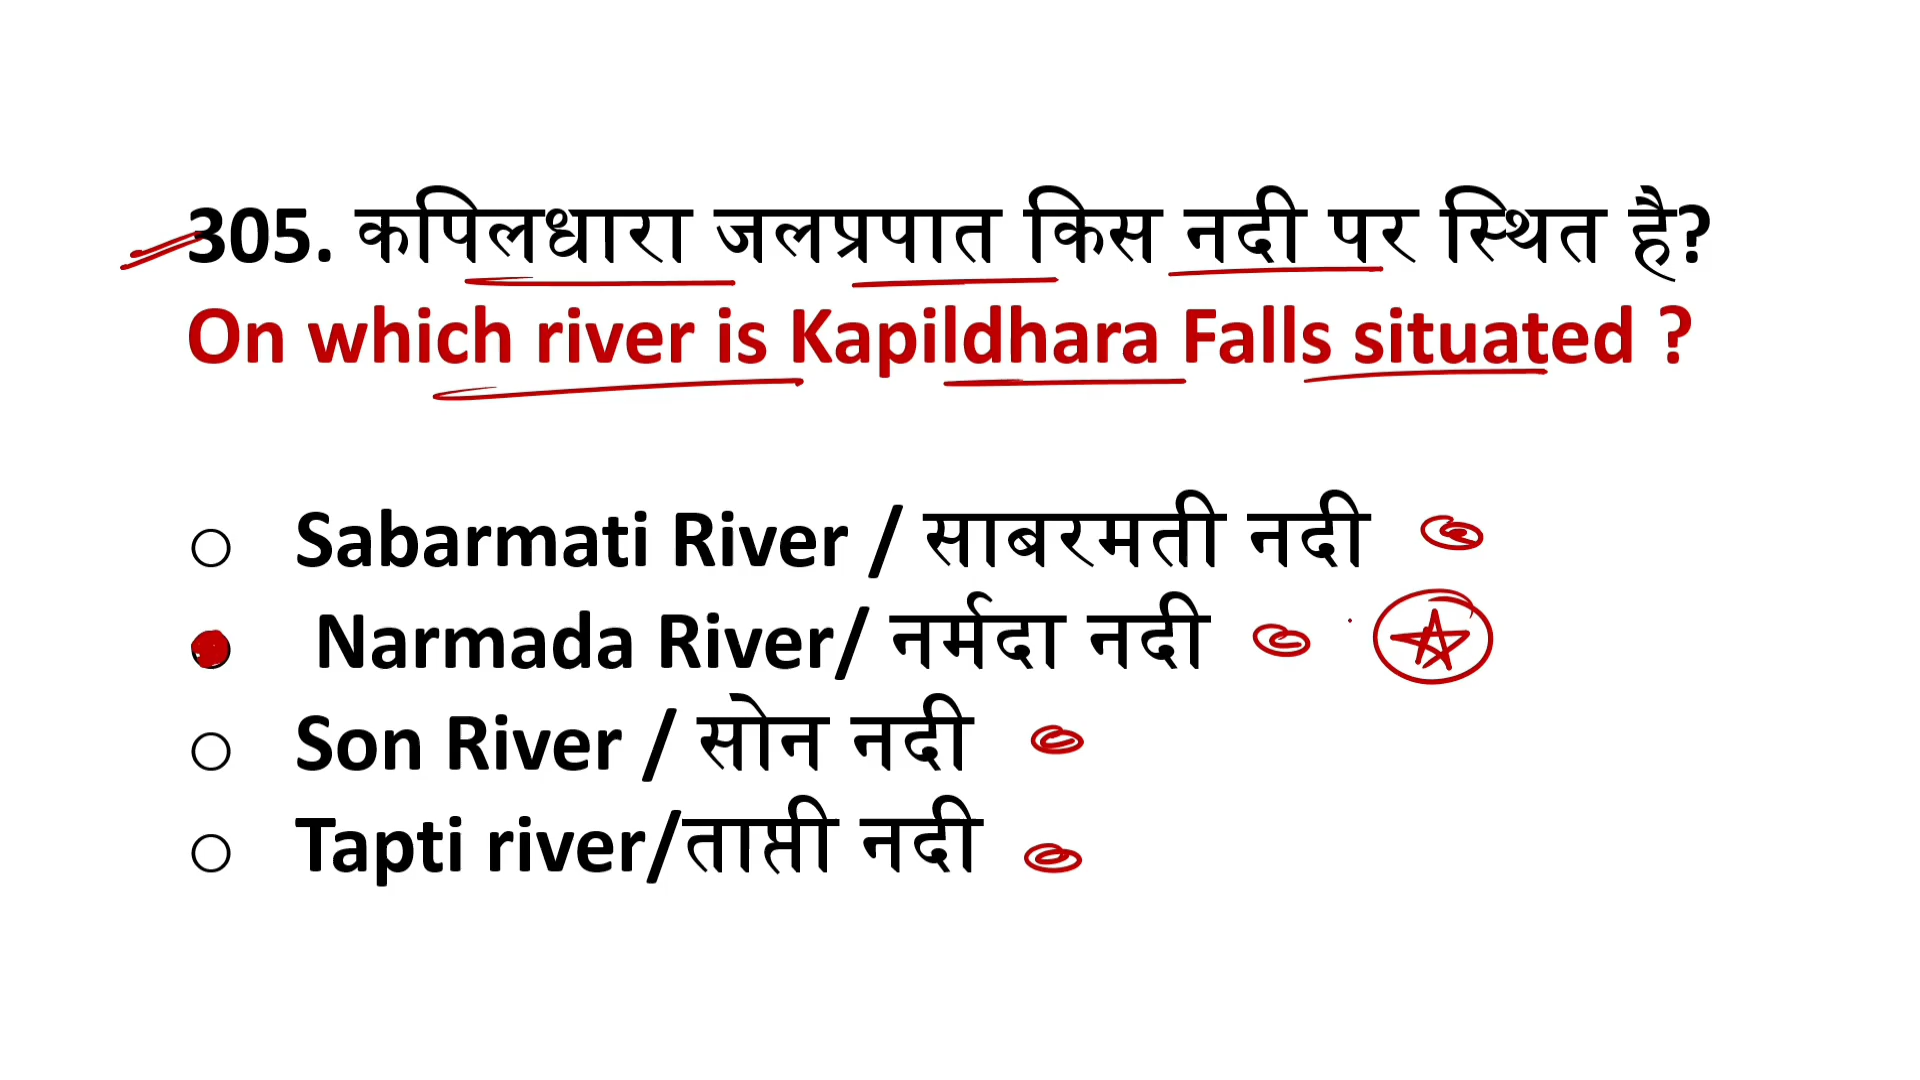 305. कपिलधारा जलप्रपात किस नदी पर स्थित है?
On which river is Kapildhara Falls situated ?
Sabarmati River / साबरमती नदी
Narmada River/ नर्मदा नदी
Son River / सोन नदी
Tapti river/ताप्ती नदी